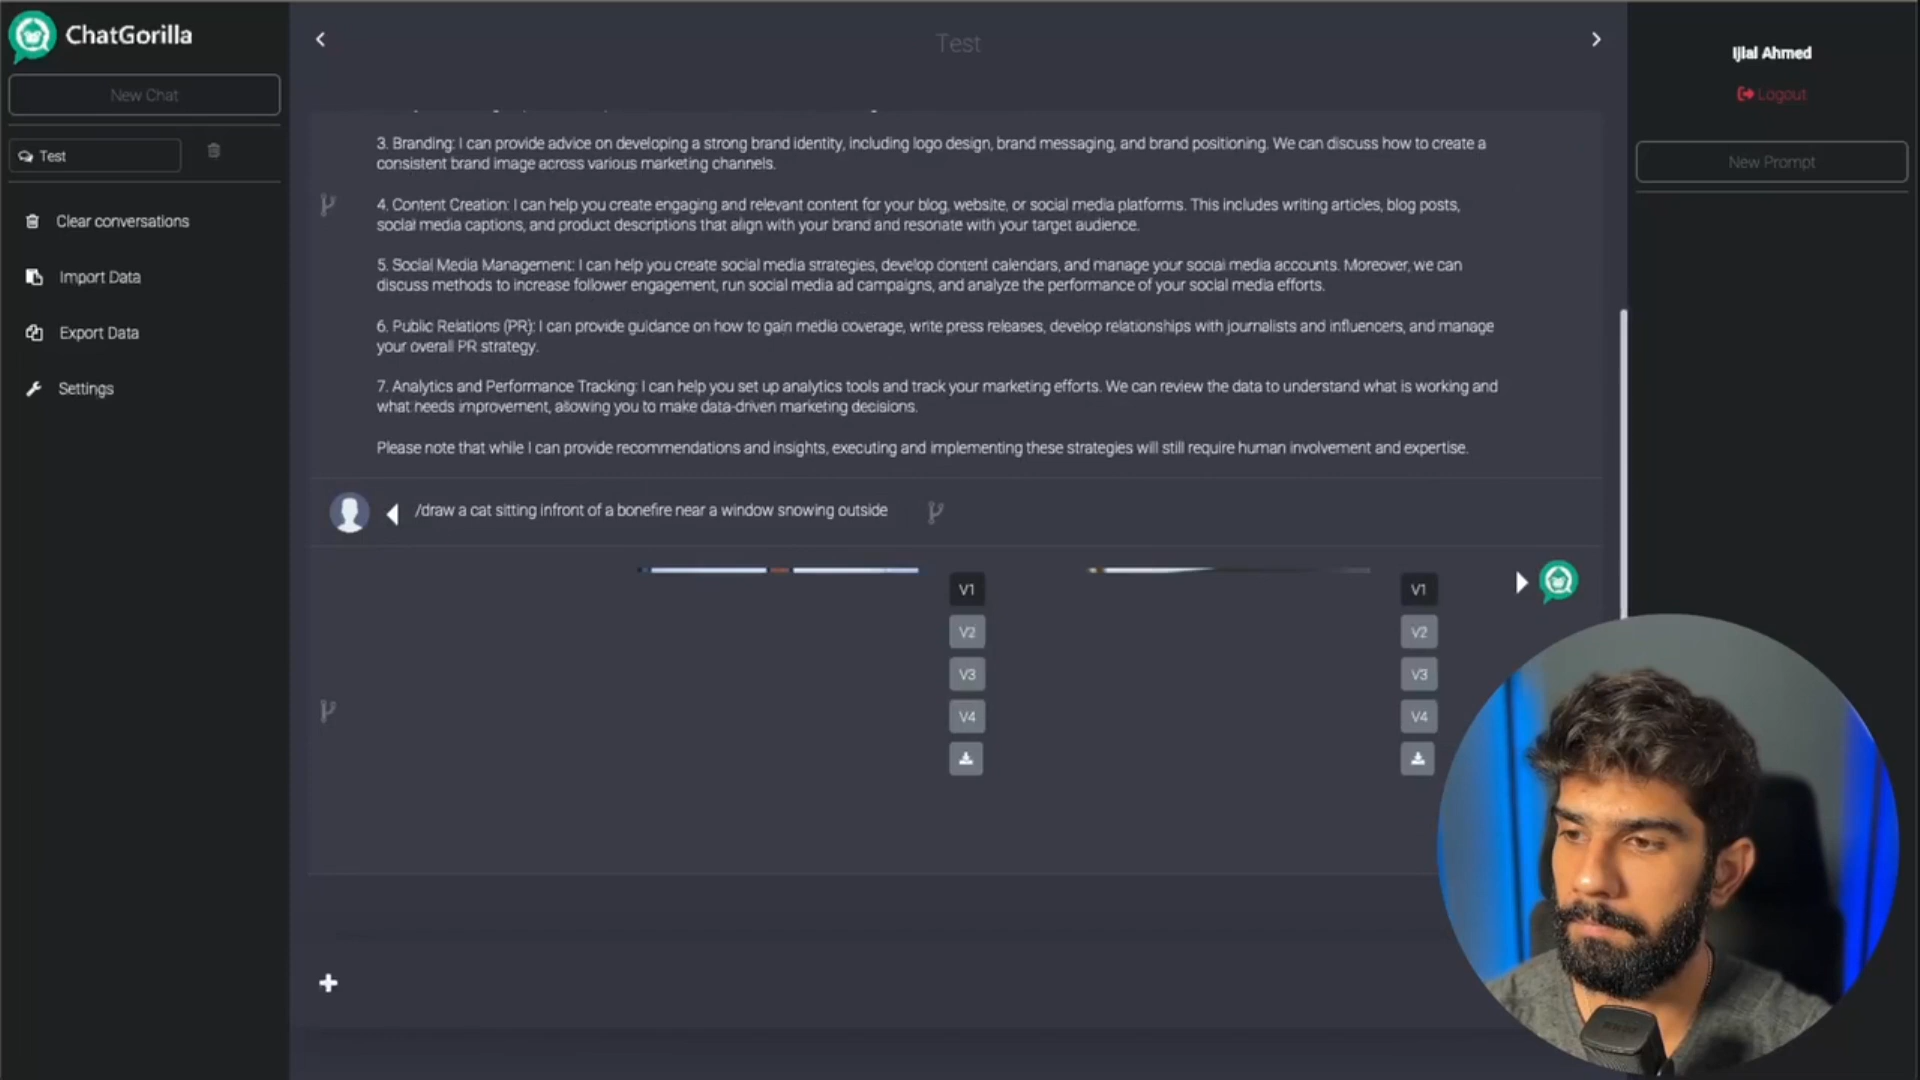 ChatGorilla
New Chat
Test
Clear conversations
Import Data
Export Data
Settings
Test
3. Branding: I can provide advice on developing a strong brand identity, including logo design, brand messaging, and brand positioning. We can discuss how to create a
consistent brand image across various marketing channels.
4. Content Creation: I can help you create engaging and relevant content for your blog, website, or social media platforms. This includes writing articles, blog posts,
social media captions, and product descriptions that align with your brand and resonate with your target audience.
5. Social Media Management: I can help you create social media strategies, develop content calendars, and manage your social media accounts. Moreover, we can
discuss methods to increase follower engagement, run social media ad campaigns, and analyze the performance of your social media efforts.
6. Public Relations (PR): I can provide guidance on how to gain media coverage, write press releases, develop relationships with journalists and influencers, and manage
your overall PR strategy.
7. Analytics and Performance Tracking: I can help you set up analytics tools and track your marketing efforts. We can review the data to understand what is working and
what needs improvement, allowing you to make data-driven marketing decisions.
Please note that while I can provide recommendations and insights, executing and implementing these strategies will still require human involvement and expertise.
/draw a cat sitting infront of a bonefire near a window snowing outside
V1
V2
V3
V4
V1
V2
V3
V4
Ijlal Ahmed
Logout
New Prompt